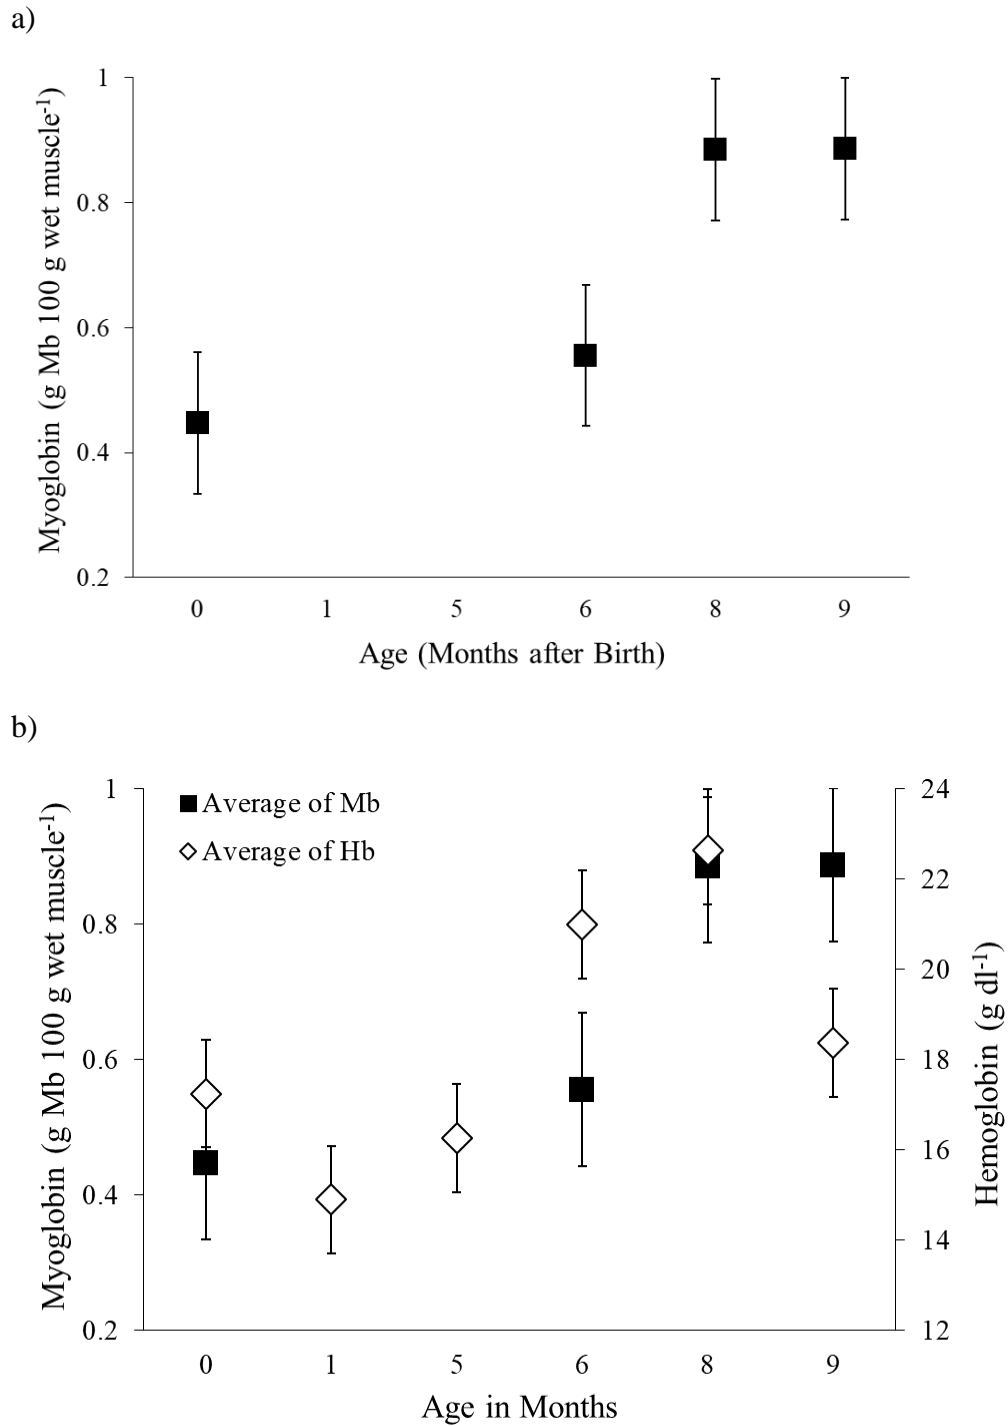 a)
1
0.8
0.6
0.4
0.2
Myoglobin (g Mb 100 g wet muscle⁻¹)
0 1 5 6 8 9
Age (Months after Birth)
b)
Average of Mb
Average of Hb
1
0.8
0.6
0.4
0.2
Myoglobin (g Mb 100 g wet muscle⁻¹)
24
22
20
18
16
14
12
Hemoglobin (g dl⁻¹)
0 1 5 6 8 9
Age in Months